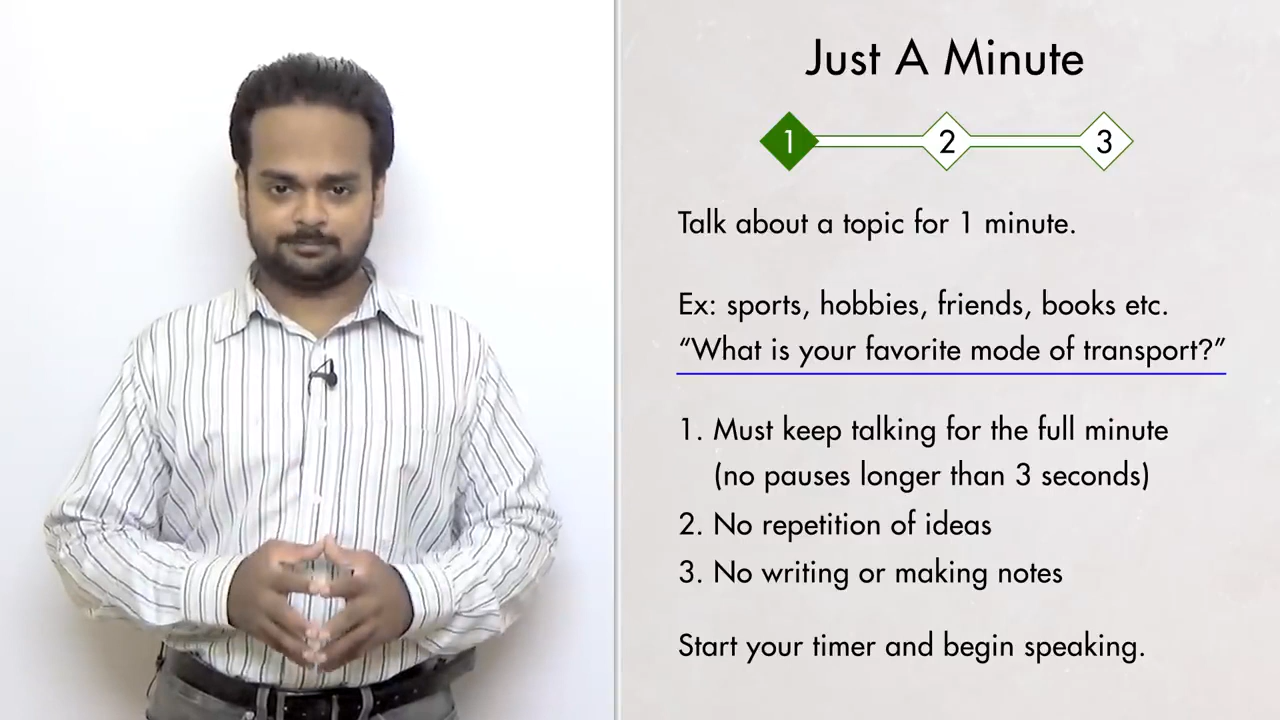 Just A Minute
1 2 3
Talk about a topic for 1 minute.
Ex: sports, hobbies, friends, books etc.
“What is your favorite mode of transport?”
1. Must keep talking for the full minute
(no pauses longer than 3 seconds)
2. No repetition of ideas
3. No writing or making notes
Start your timer and begin speaking.